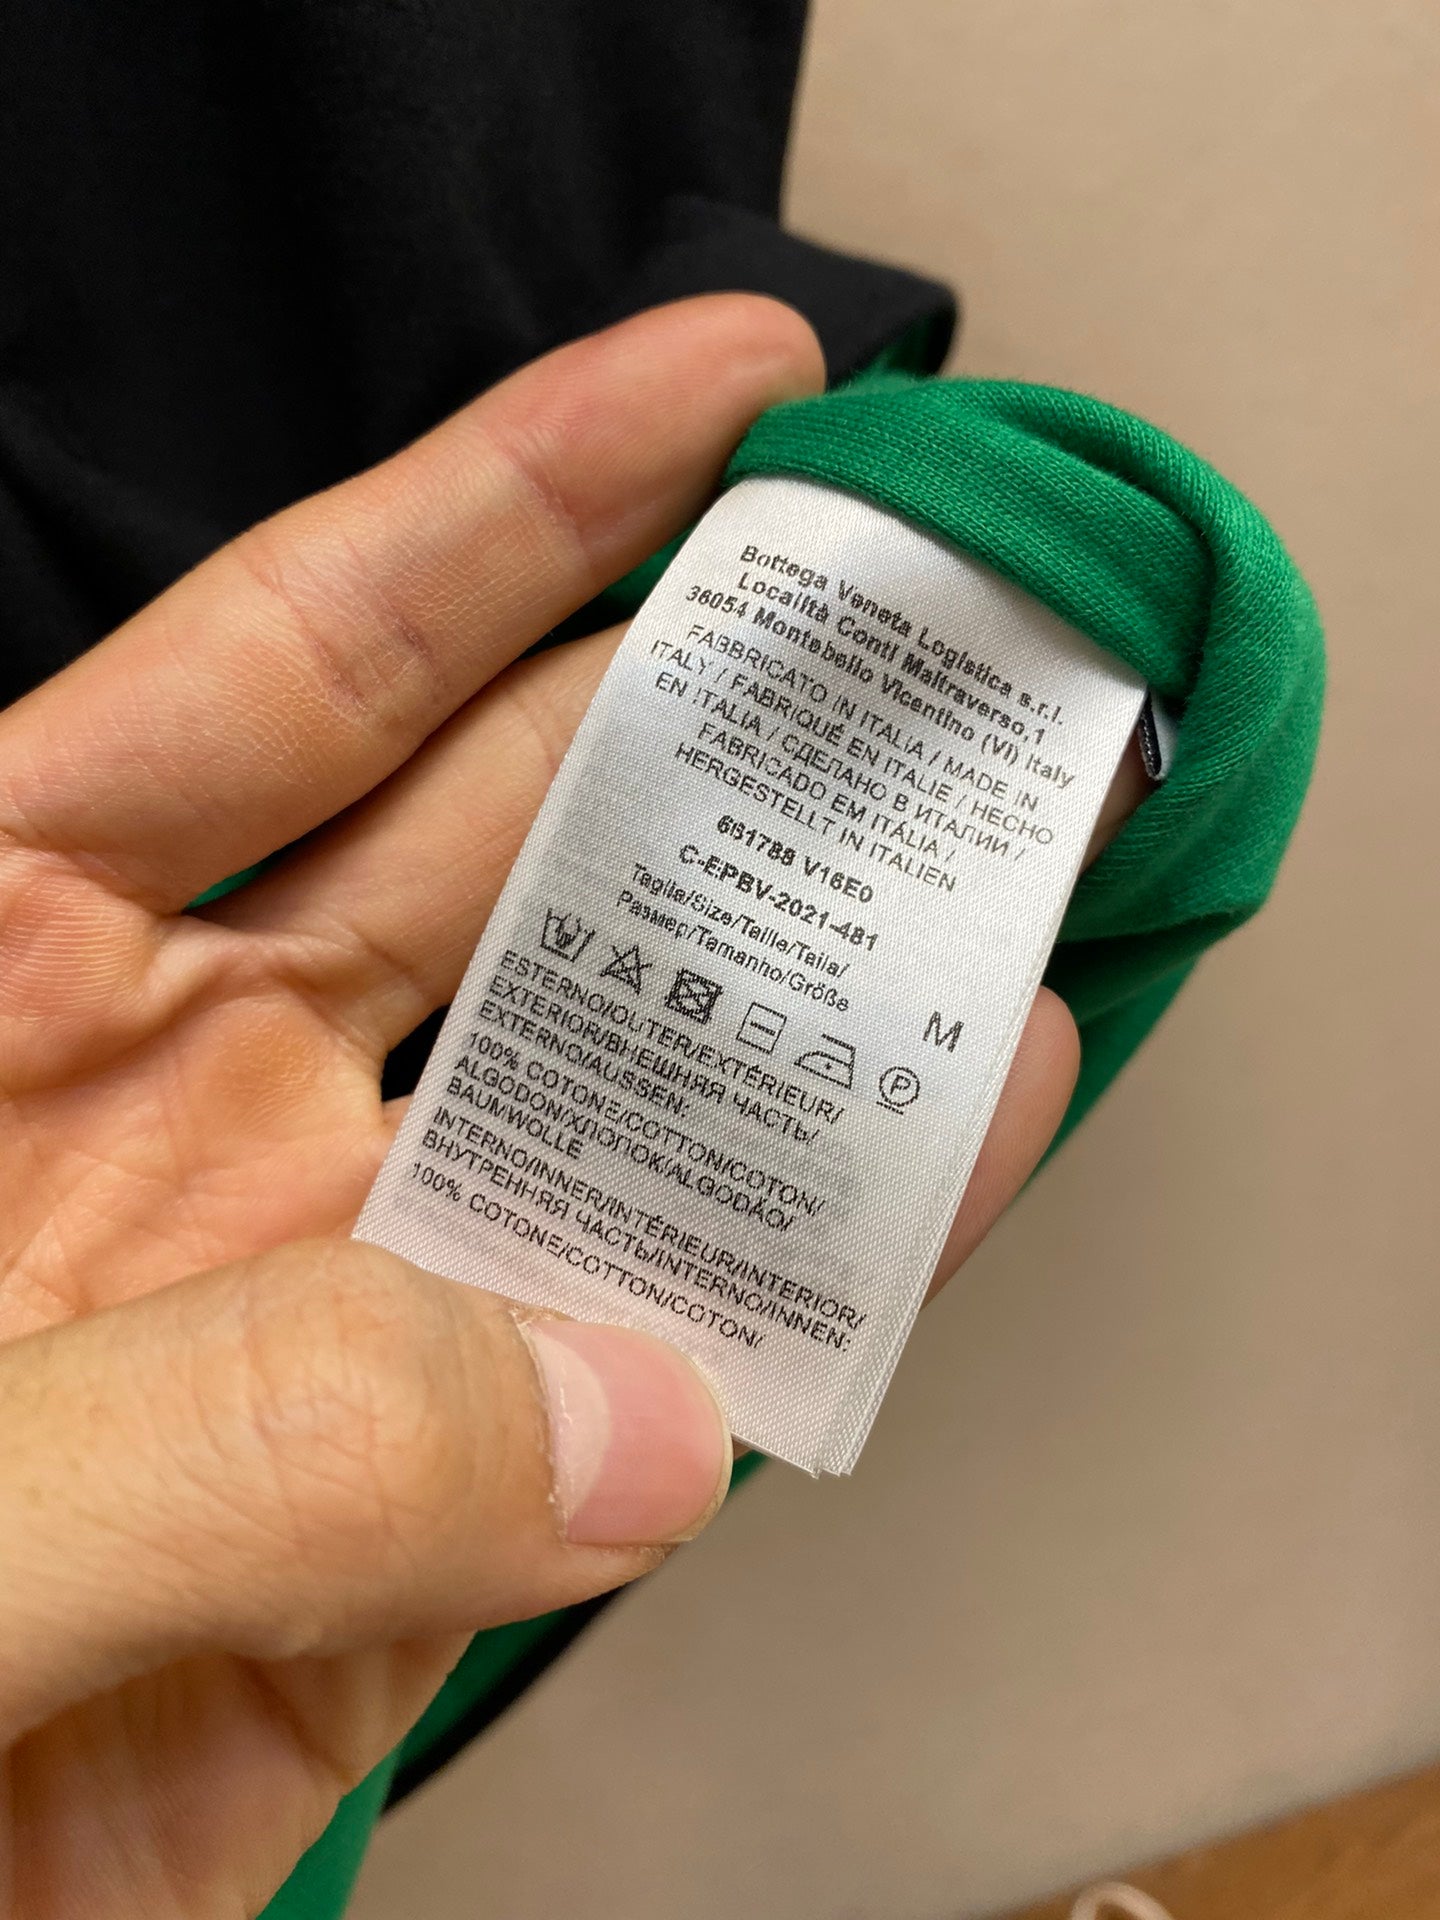 Bottega Veneta Logistica s.r.l.
Località Conti Maltraverso,1
36054 Montebello Vicentino (VI) Italy
FABBRICATO IN ITALIA / MADE IN
ITALY / FABRIQUÉ EN ITALIE / HECHO
EN ITALIA / СДЕЛАНО В ИТАЛИИ /
FABRICADO EM ITÁLIA /
HERGESTELLT IN ITALIEN
681788 V16E0
C-EPBV-2021-481
Taglia/Size/Taille/Talla/
Размер/Tamanho/Größe
M
P
ESTERNO/OUTER/EXTÉRIEUR/
EXTERIOR/ВНЕШНЯЯ ЧАСТЬ/
EXTERNO/AUSSEN:
100% COTONE/COTTON/COTON/
ALGODON/ХЛОПОК/ALGODÃO/
BAUMWOLLE
INTERNO/INNER/INTÉRIEUR/INTERIOR/
ВНУТРЕННЯЯ ЧАСТЬ/INTERNO/INNEN:
100% COTONE/COTTON/COTON/